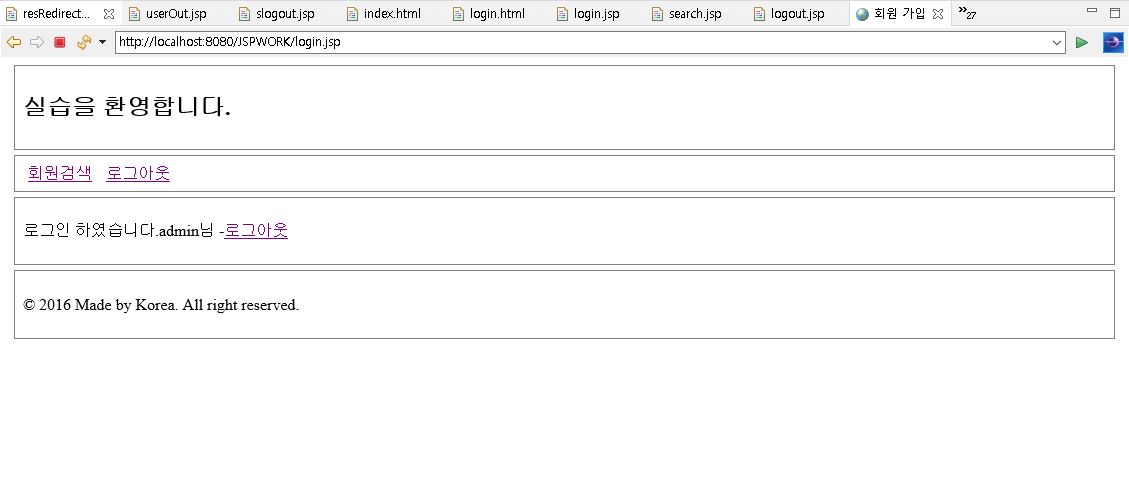 resRedirect... userOut.jsp slogout.jsp index.html login.html login.jsp search.jsp logout.jsp 회원 가입 »27
http://localhost:8080/JSPWORK/login.jsp
실습을 환영합니다.
회원검색 로그아웃
로그인 하였습니다.admin님 -로그아웃
© 2016 Made by Korea. All right reserved.